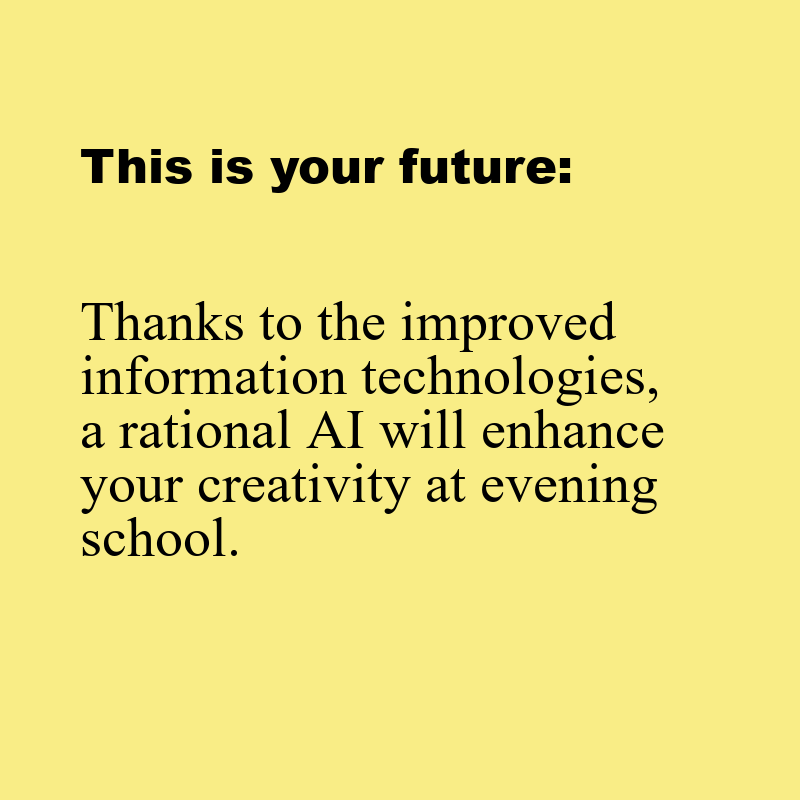 This is your future:
Thanks to the improved
information technologies,
a rational AI will enhance
your creativity at evening
school.